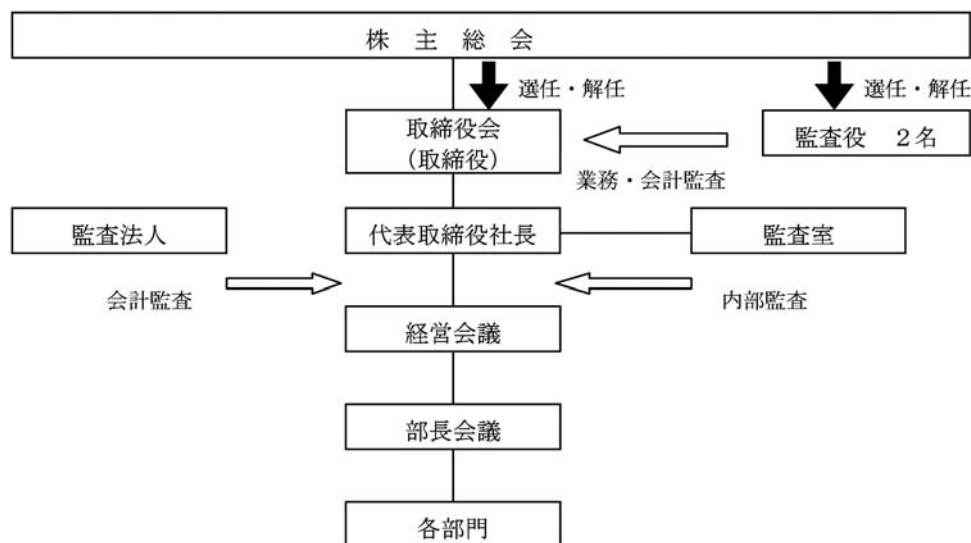 株 主 総 会
選任・解任
選任・解任
取締役会
(取締役)
監査役 2名
業務・会計監査
監査法人
代表取締役社長
監査室
会計監査
内部監査
経営会議
部長会議
各部門